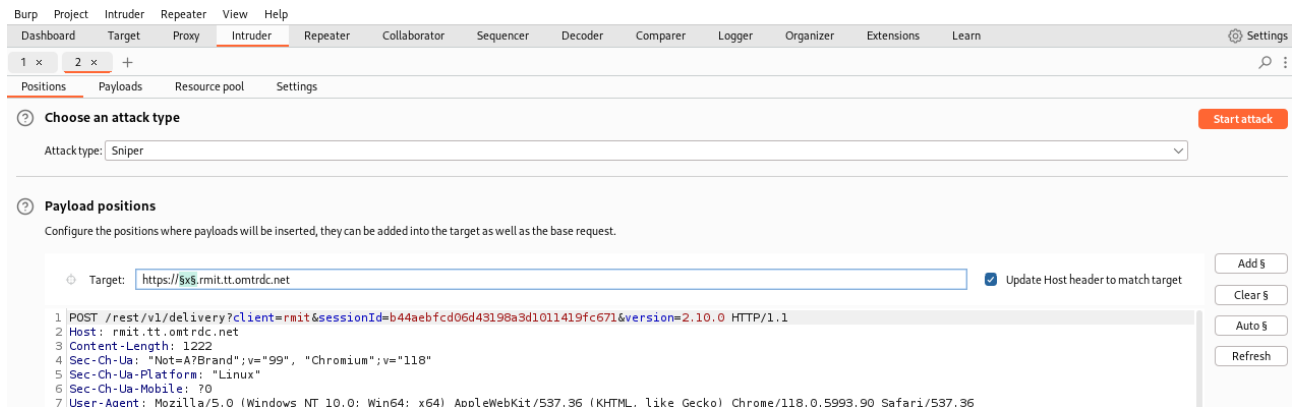 Burp Project Intruder Repeater View Help
Dashboard Target Proxy Intruder Repeater Collaborator Sequencer Decoder Comparer Logger Organizer Extensions Learn Settings
1 × 2 × +
Positions Payloads Resource pool Settings
? Choose an attack type
Start attack
Attack type: Sniper
? Payload positions
Configure the positions where payloads will be inserted, they can be added into the target as well as the base request.
Add §
Target: https://§x§.rmit.tt.omtrdc.net Update Host header to match target
Clear §
1 POST /rest/v1/delivery?client=rmit&sessionId=b44aebfcd06d43198a3d1011419fc671&version=2.10.0 HTTP/1.1
2 Host: rmit.tt.omtrdc.net
Auto §
3 Content-Length: 1222
4 Sec-Ch-Ua: "Not=A?Brand";v="99", "Chromium";v="118"
Refresh
5 Sec-Ch-Ua-Platform: "Linux"
6 Sec-Ch-Ua-Mobile: ?0
7 User-Agent: Mozilla/5.0 (Windows NT 10.0; Win64; x64) AppleWebKit/537.36 (KHTML, like Gecko) Chrome/118.0.5993.90 Safari/537.36